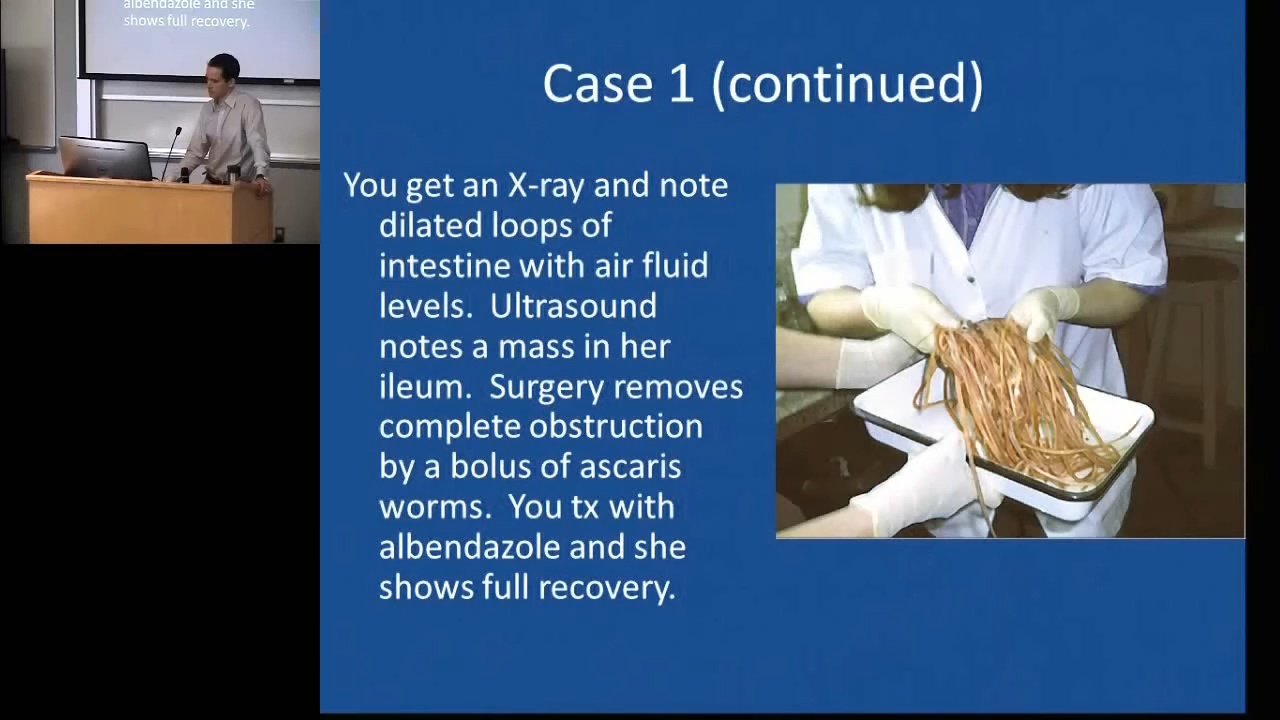 albendazole and she
shows full recovery.
Case 1 (continued)
You get an X-ray and note
dilated loops of
intestine with air fluid
levels.  Ultrasound
notes a mass in her
ileum.  Surgery removes
complete obstruction
by a bolus of ascaris
worms.  You tx with
albendazole and she
shows full recovery.